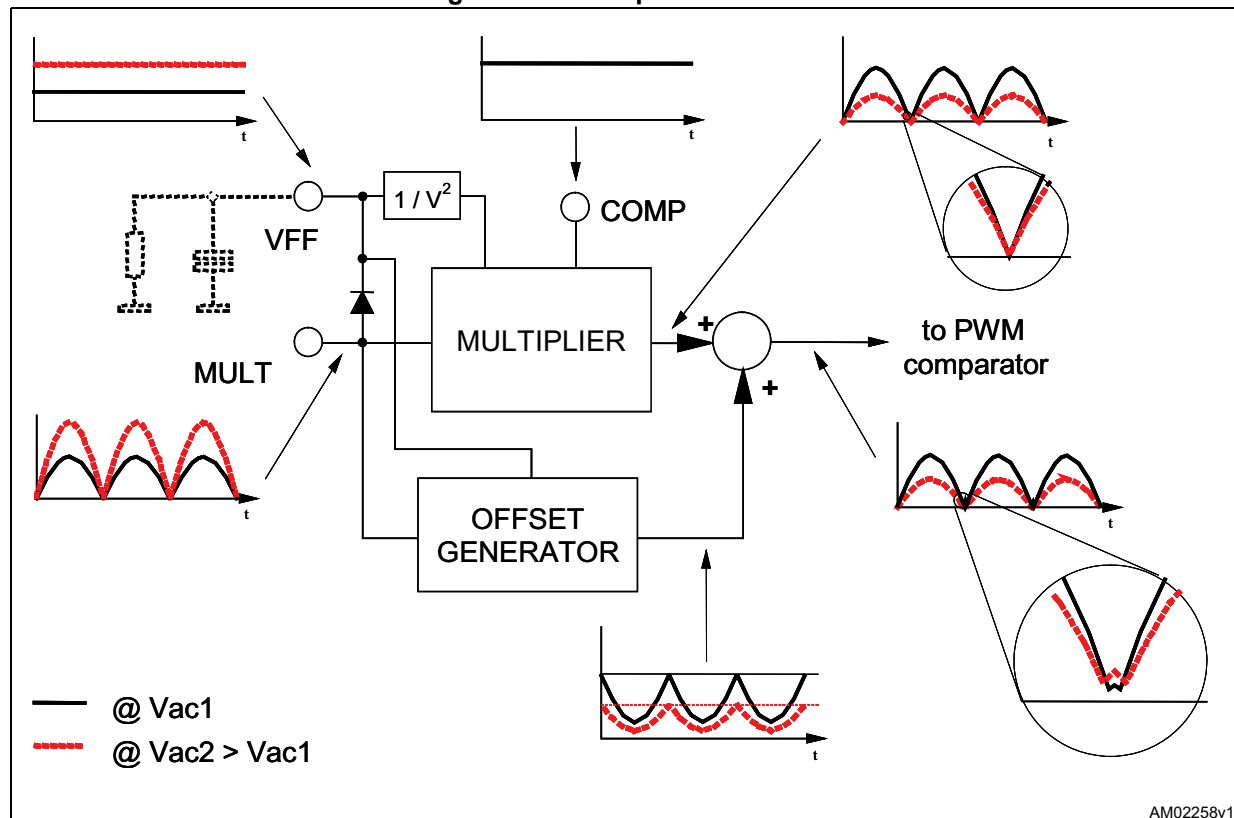 t
t
t
1 / V²
COMP
VFF
MULTIPLIER
+
+
to PWM
comparator
MULT
t
t
OFFSET
GENERATOR
t
@ Vac1
@ Vac2 > Vac1
AM02258v1